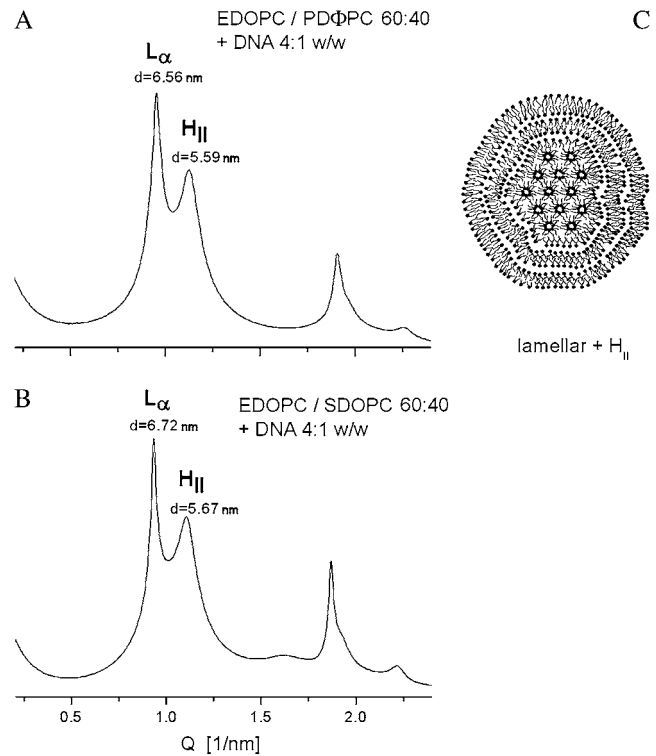 A
EDOPC / PDΦPC 60:40
+ DNA 4:1 w/w
C
Lα
d=6.56 nm
HII
d=5.59 nm
lamellar + HII
B
EDOPC / SDOPC 60:40
+ DNA 4:1 w/w
Lα
d=6.72 nm
HII
d=5.67 nm
0.5 1.0 1.5 2.0
Q [1/nm]